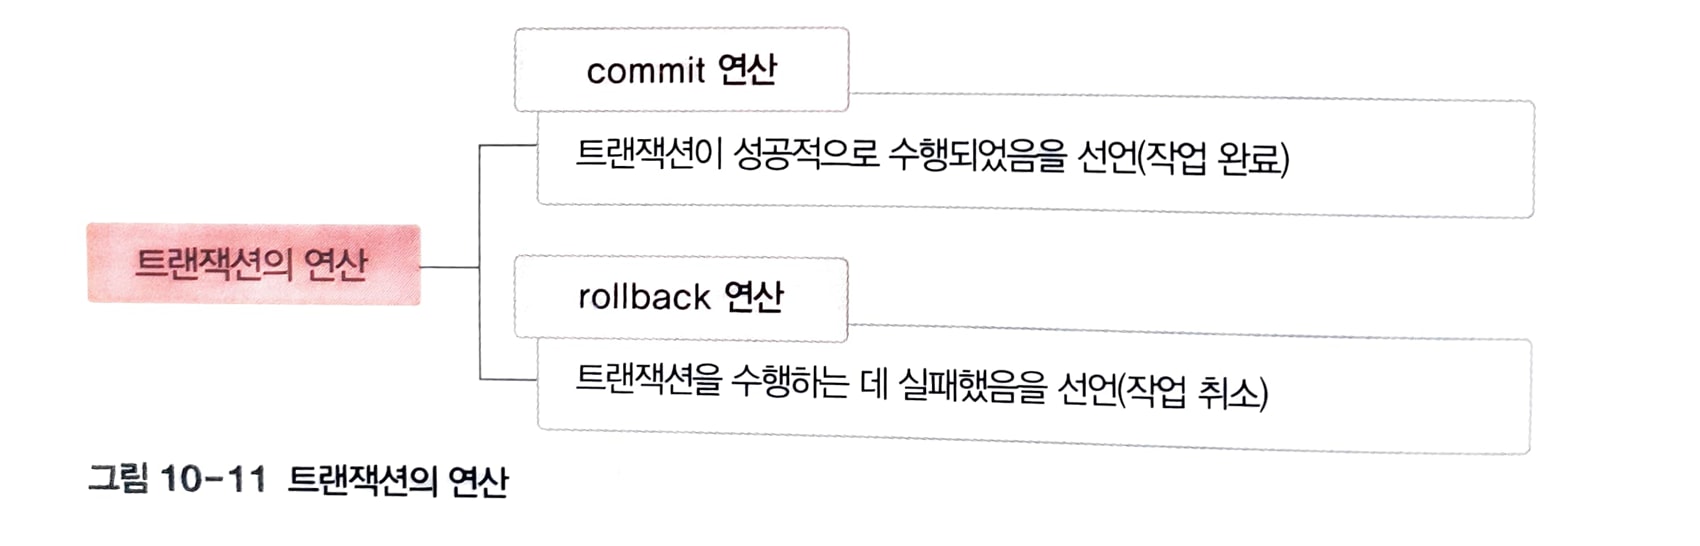 commit 연산
트랜잭션이 성공적으로 수행되었음을 선언(작업 완료)
트랜잭션의 연산
rollback 연산
트랜잭션을 수행하는 데 실패했음을 선언(작업 취소)
그림 10-11 트랜잭션의 연산